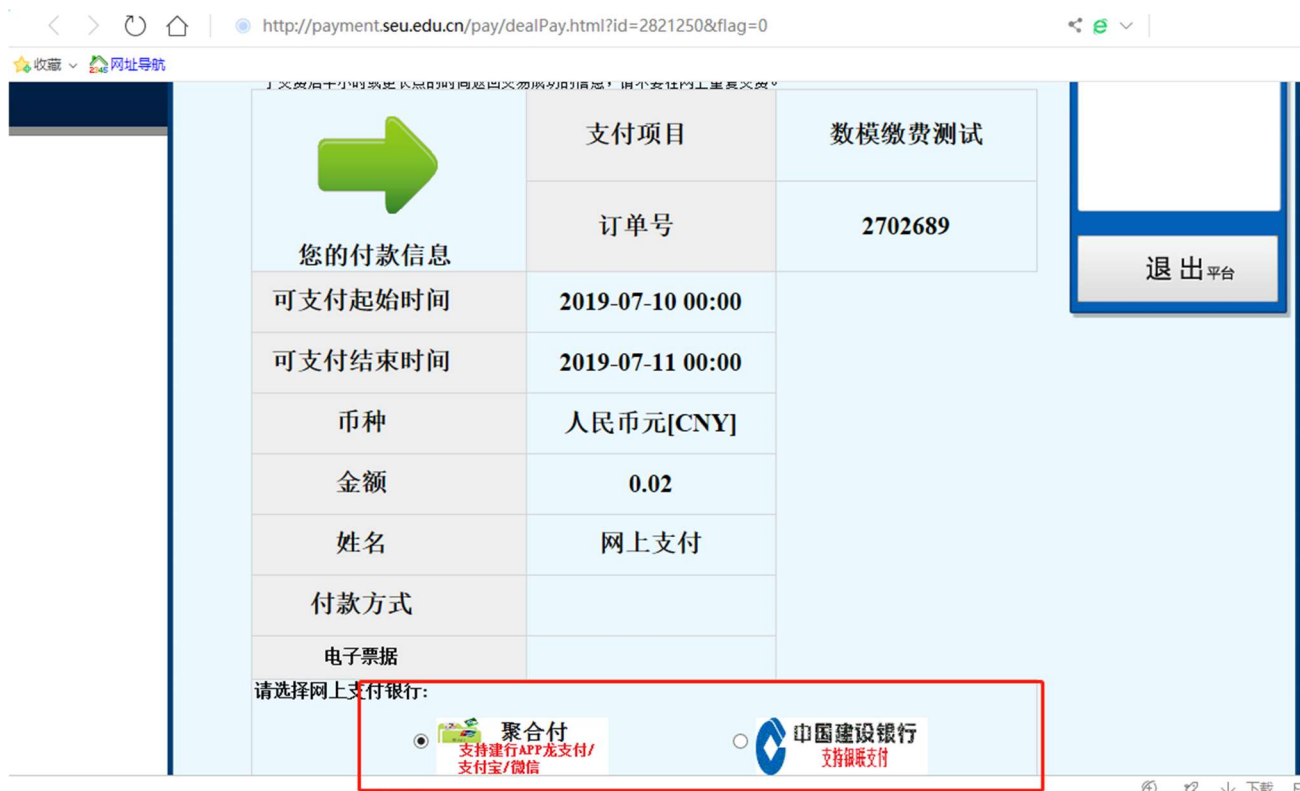 http://payment.seu.edu.cn/pay/dealPay.html?id=2821250&flag=0
收藏 2345 网址导航
支付项目 数模缴费测试
订单号 2702689
您的付款信息
退 出 平台
可支付起始时间 2019-07-10 00:00
可支付结束时间 2019-07-11 00:00
币种 人民币元[CNY]
金额 0.02
姓名 网上支付
付款方式
电子票据
请选择网上支付银行:
聚合付
支持建行APP龙支付/
支付宝/微信
中国建设银行
支持银联支付
下载